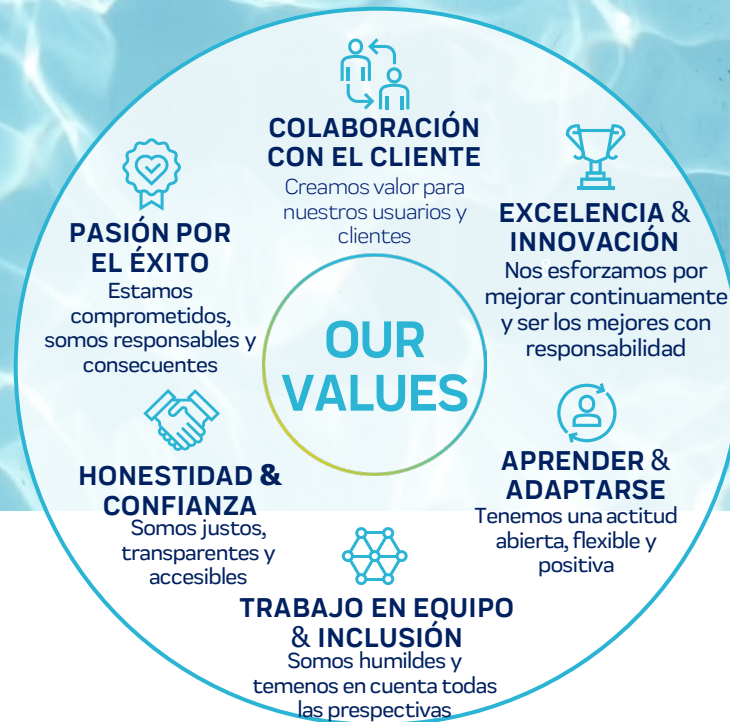 COLABORACIÓN
CON EL CLIENTE
Creamos valor para
nuestros usuarios y
clientes
EXCELENCIA &
INNOVACIÓN
Nos esforzamos por
mejorar continuamente
y ser los mejores con
responsabilidad
APRENDER &
ADAPTARSE
Tenemos una actitud
abierta, flexible y
positiva
TRABAJO EN EQUIPO
& INCLUSIÓN
Somos humildes y
temenos en cuenta todas
las prespectivas
HONESTIDAD &
CONFIANZA
Somos justos,
transparentes y
accesibles
PASIÓN POR
EL ÉXITO
Estamos
comprometidos,
somos responsables y
consecuentes
OUR
VALUES